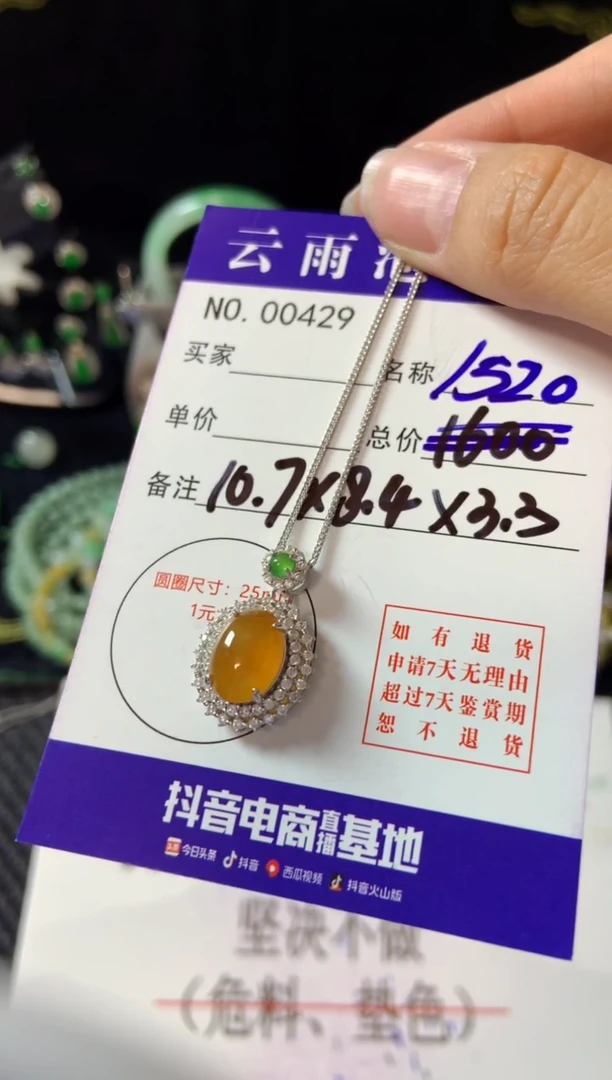 云雨
NO. 00429
买家 名称 1520
单价 总价 1600
备注 10.7X8.4X3.3
圆圈尺寸：25
1元
如有退货
申请7天无理由
超过7天鉴赏期
恕不退货
抖音电商直播基地
头条 今日头条 抖音 西瓜视频 抖音火山版
坚决不做
（危料、垫色）